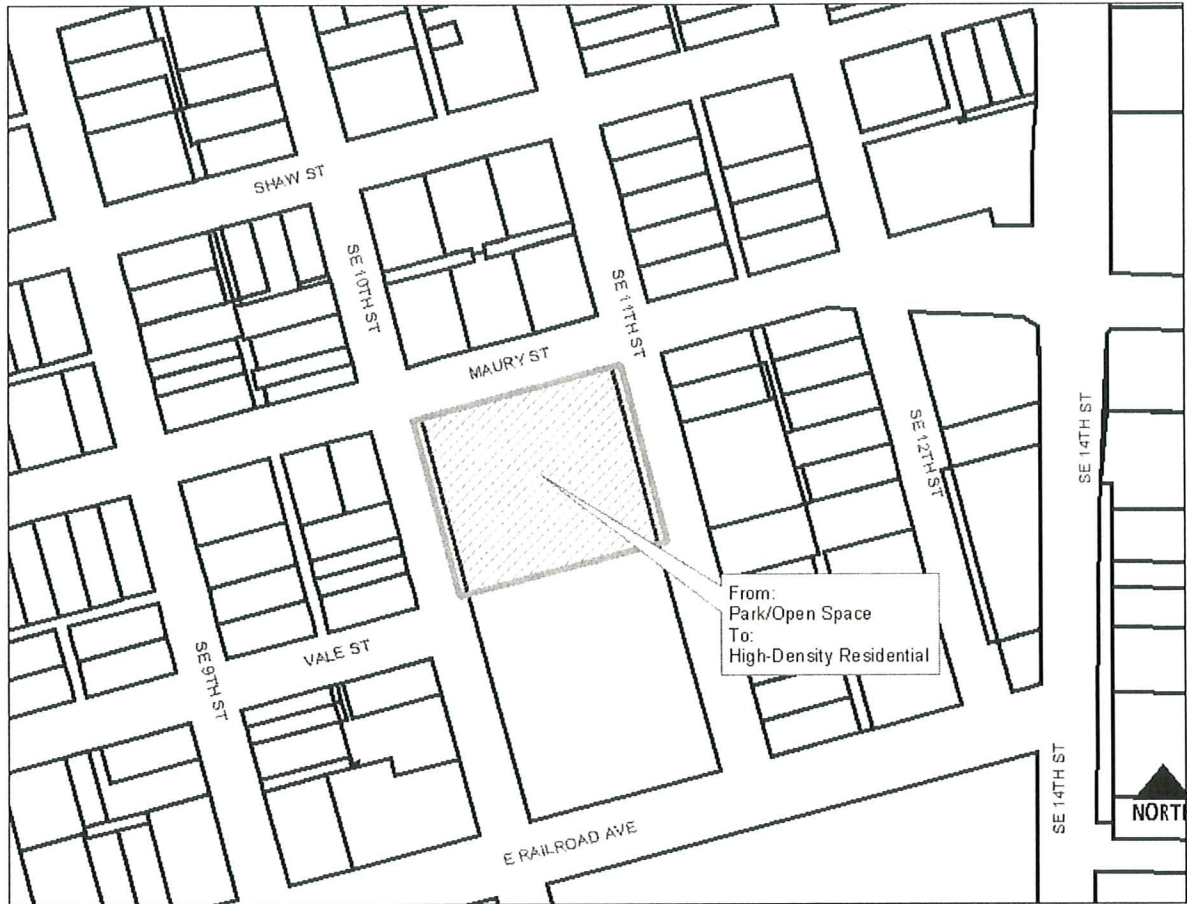 SHAW ST
SE 10TH ST
SE 11TH ST
MAURY ST
SE 14TH ST
SE 12TH ST
From:
Park/Open Space
To:
High-Density Residential
VALE ST
SE 9TH ST
SE 14TH ST
E RAILROAD AVE